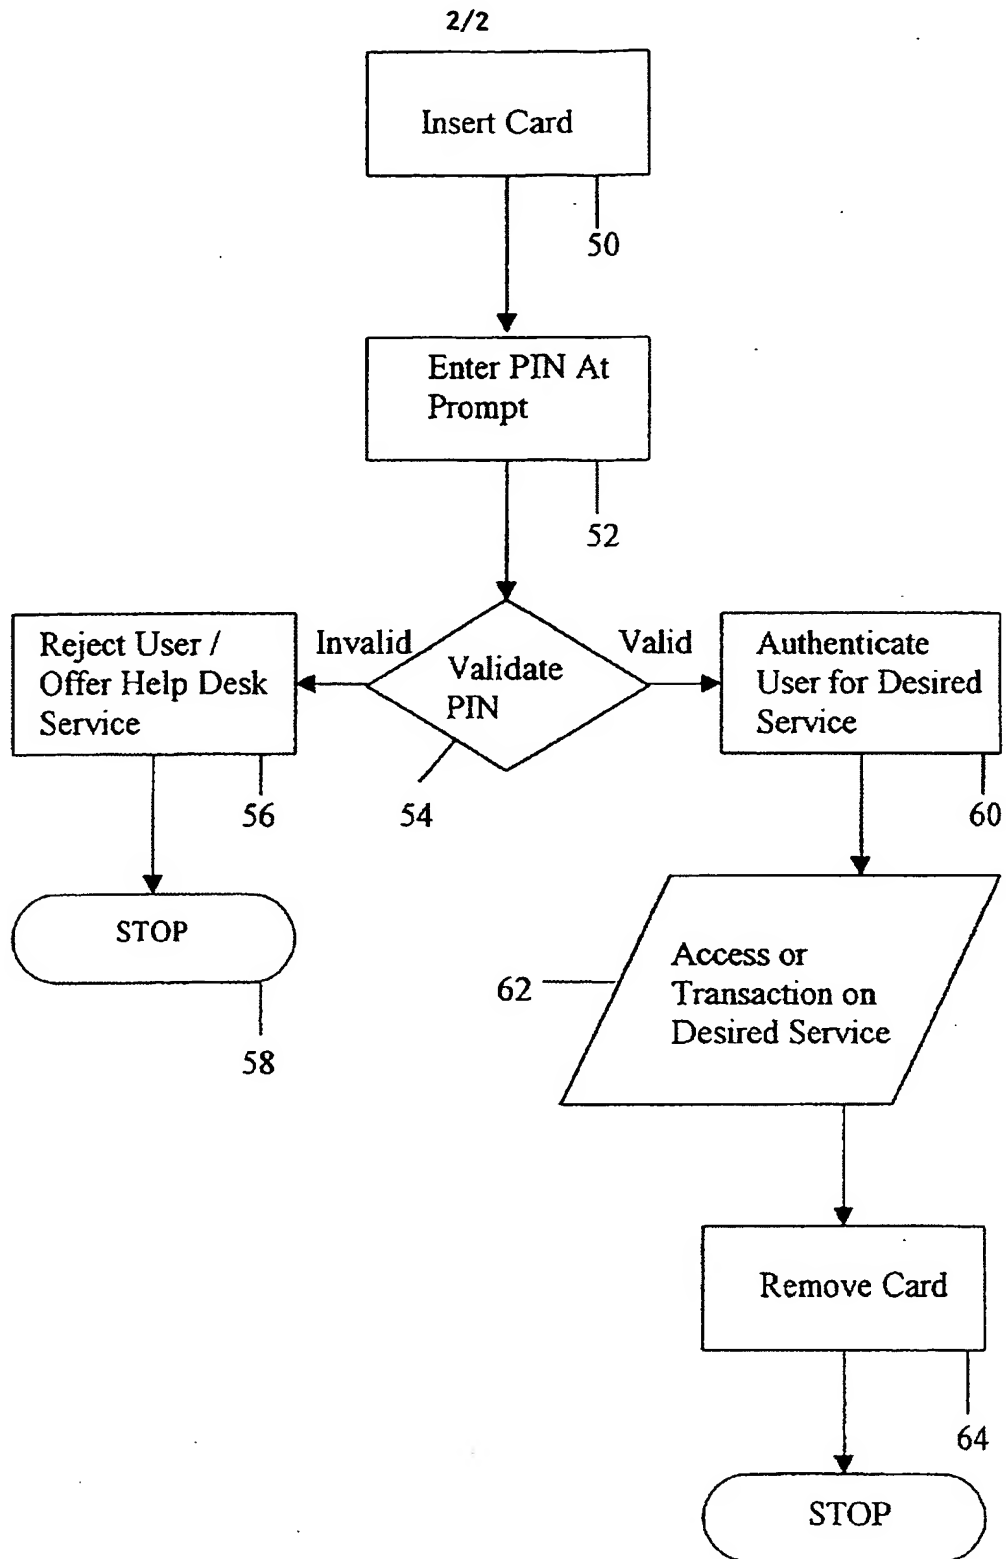 2/2
Insert Card
50
Enter PIN At
Prompt
52
Reject User /
Offer Help Desk
Service
Invalid
Validate
PIN
Valid
Authenticate
User for Desired
Service
56
54
60
STOP
58
62
Access or
Transaction on
Desired Service
Remove Card
64
STOP